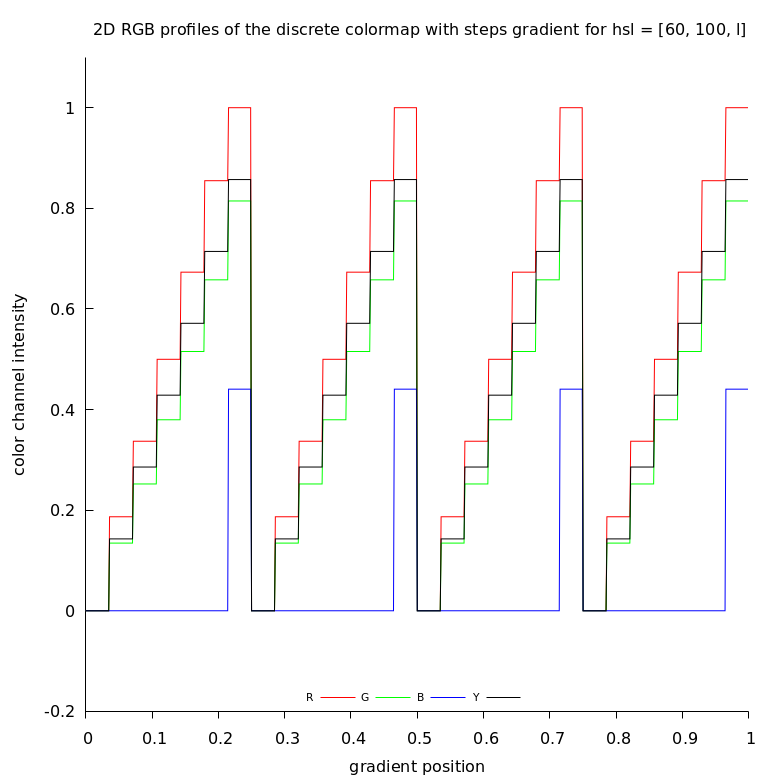 2D RGB profiles of the discrete colormap with steps gradient for hsl = [60, 100, l]
color channel intensity
1
0.8
0.6
0.4
0.2
0
-0.2
R G B Y
0 0.1 0.2 0.3 0.4 0.5 0.6 0.7 0.8 0.9 1
gradient position